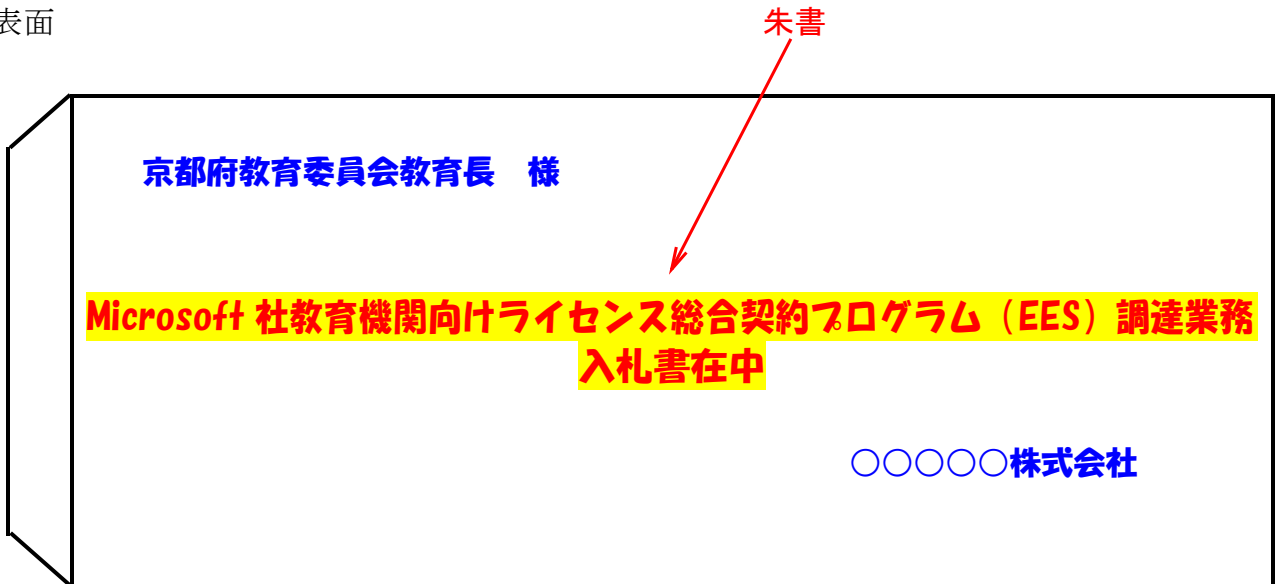 表面
朱書
京都府教育委員会教育長　様
Microsoft 社教育機関向けライセンス総合契約プログラム（EES）調達業務
入札書在中
○○○○○株式会社